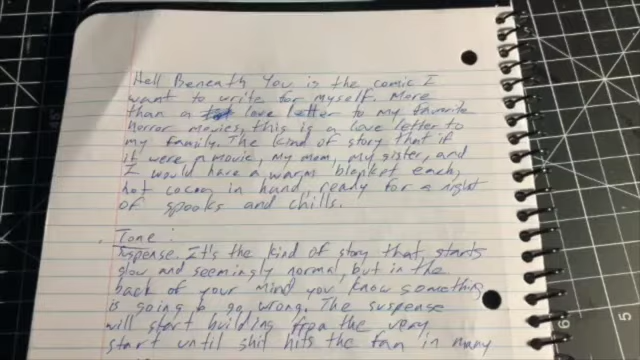 Hell Beneath You is the comic I
want to write for myself. More
than a love letter to my favorite
horror movies, this is a love letter to
my family. The kind of story that if
it were a movie, my mom, my sister, and
I would have a warm blanket each,
hot cocoa in hand, ready for a night
of spooks and chills.
Tone:
Suspense. It's the kind of story that starts
slow and seemingly normal, but in the
back of your mind you know something
is going to go wrong. The suspense
will start building from the very
start until shit hits the fan in many
6
5